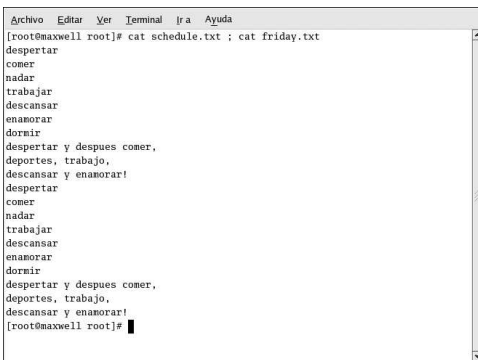 Archivo Editar Ver Terminal Ir a Ayuda
[root@maxwell root]# cat schedule.txt ; cat friday.txt
despertar
comer
nadar
trabajar
descansar
enamorar
dormir
despertar y despues comer,
deportes, trabajo,
descansar y enamorar!
despertar
comer
nadar
trabajar
descansar
enamorar
dormir
despertar y despues comer,
deportes, trabajo,
descansar y enamorar!
[root@maxwell root]#